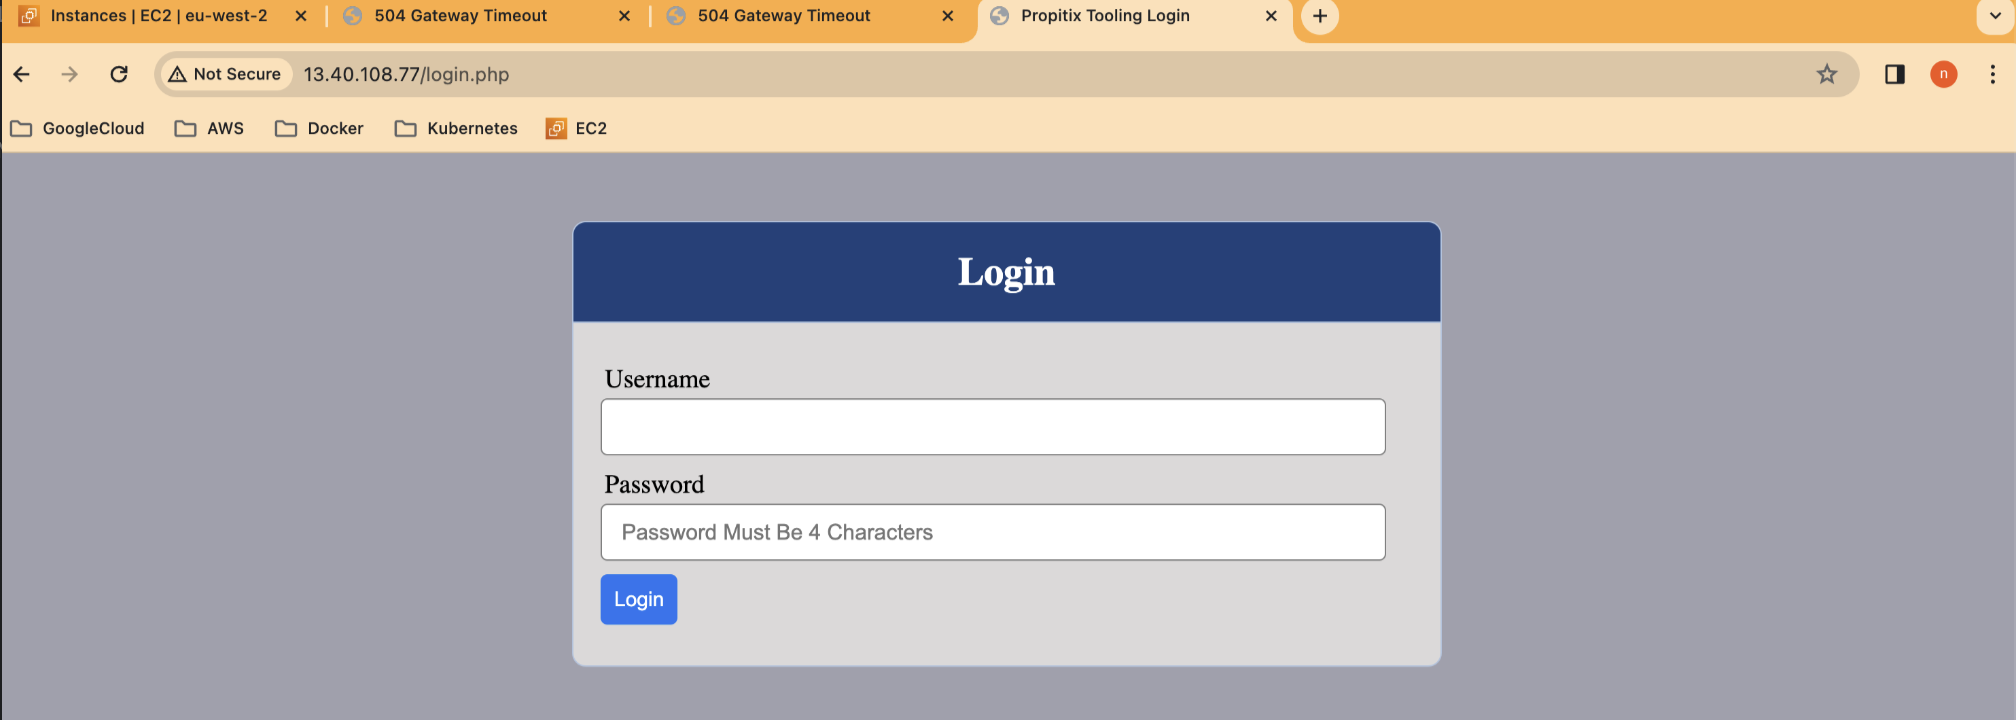 Instances | EC2 | eu-west-2
504 Gateway Timeout
504 Gateway Timeout
Propitix Tooling Login
Not Secure
13.40.108.77/login.php
n
GoogleCloud
AWS
Docker
Kubernetes
EC2
Login
Username
Password
Password Must Be 4 Characters
Login